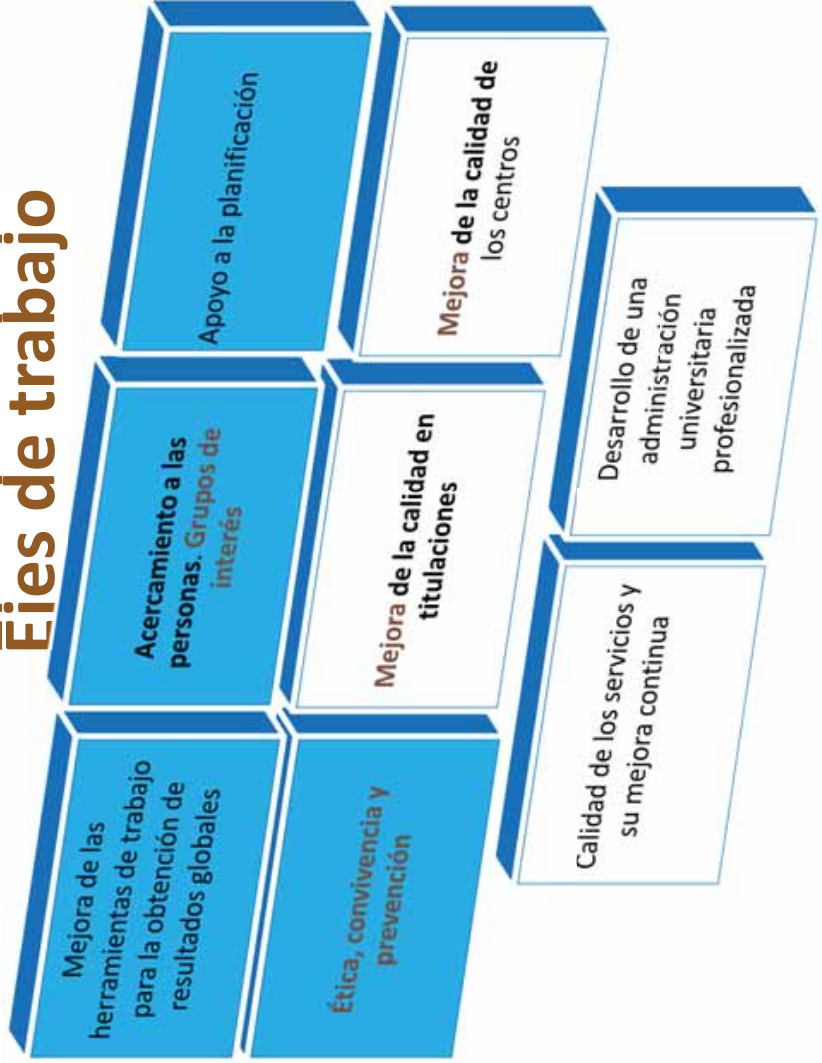 Ejes de trabajo
Mejora de las
herramientas de trabajo
para la obtención de
resultados globales
Acercamiento a las
personas. Grupos de
interés
Apoyo a la planificación
Ética, convivencia y
prevención
Mejora de la calidad en
titulaciones
Mejora de la calidad de
los centros
Calidad de los servicios y
su mejora continua
Desarrollo de una
administración
universitaria
profesionalizada